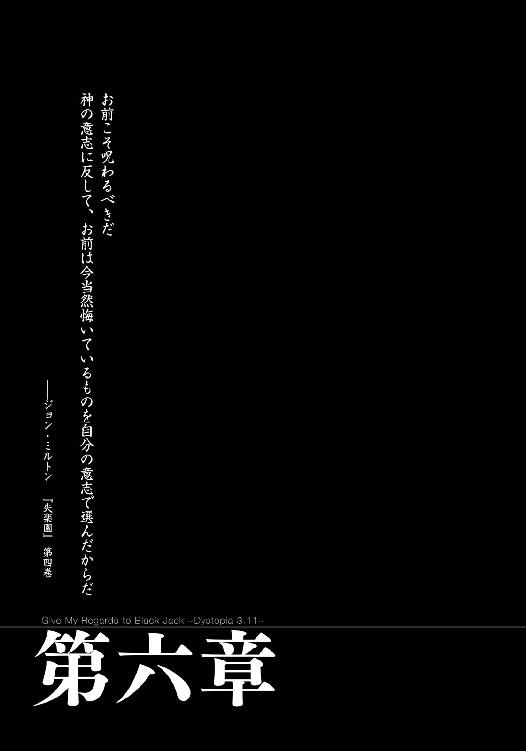 お前こそ呪わるべきだ
神の意志に反して、お前は今当然悔いているものを自分の意志で選んだからだ
――ジョン・ミルトン 『失楽園』 第四巻
Give My Regards to Black Jack --Dystopia 3.11--
第六章